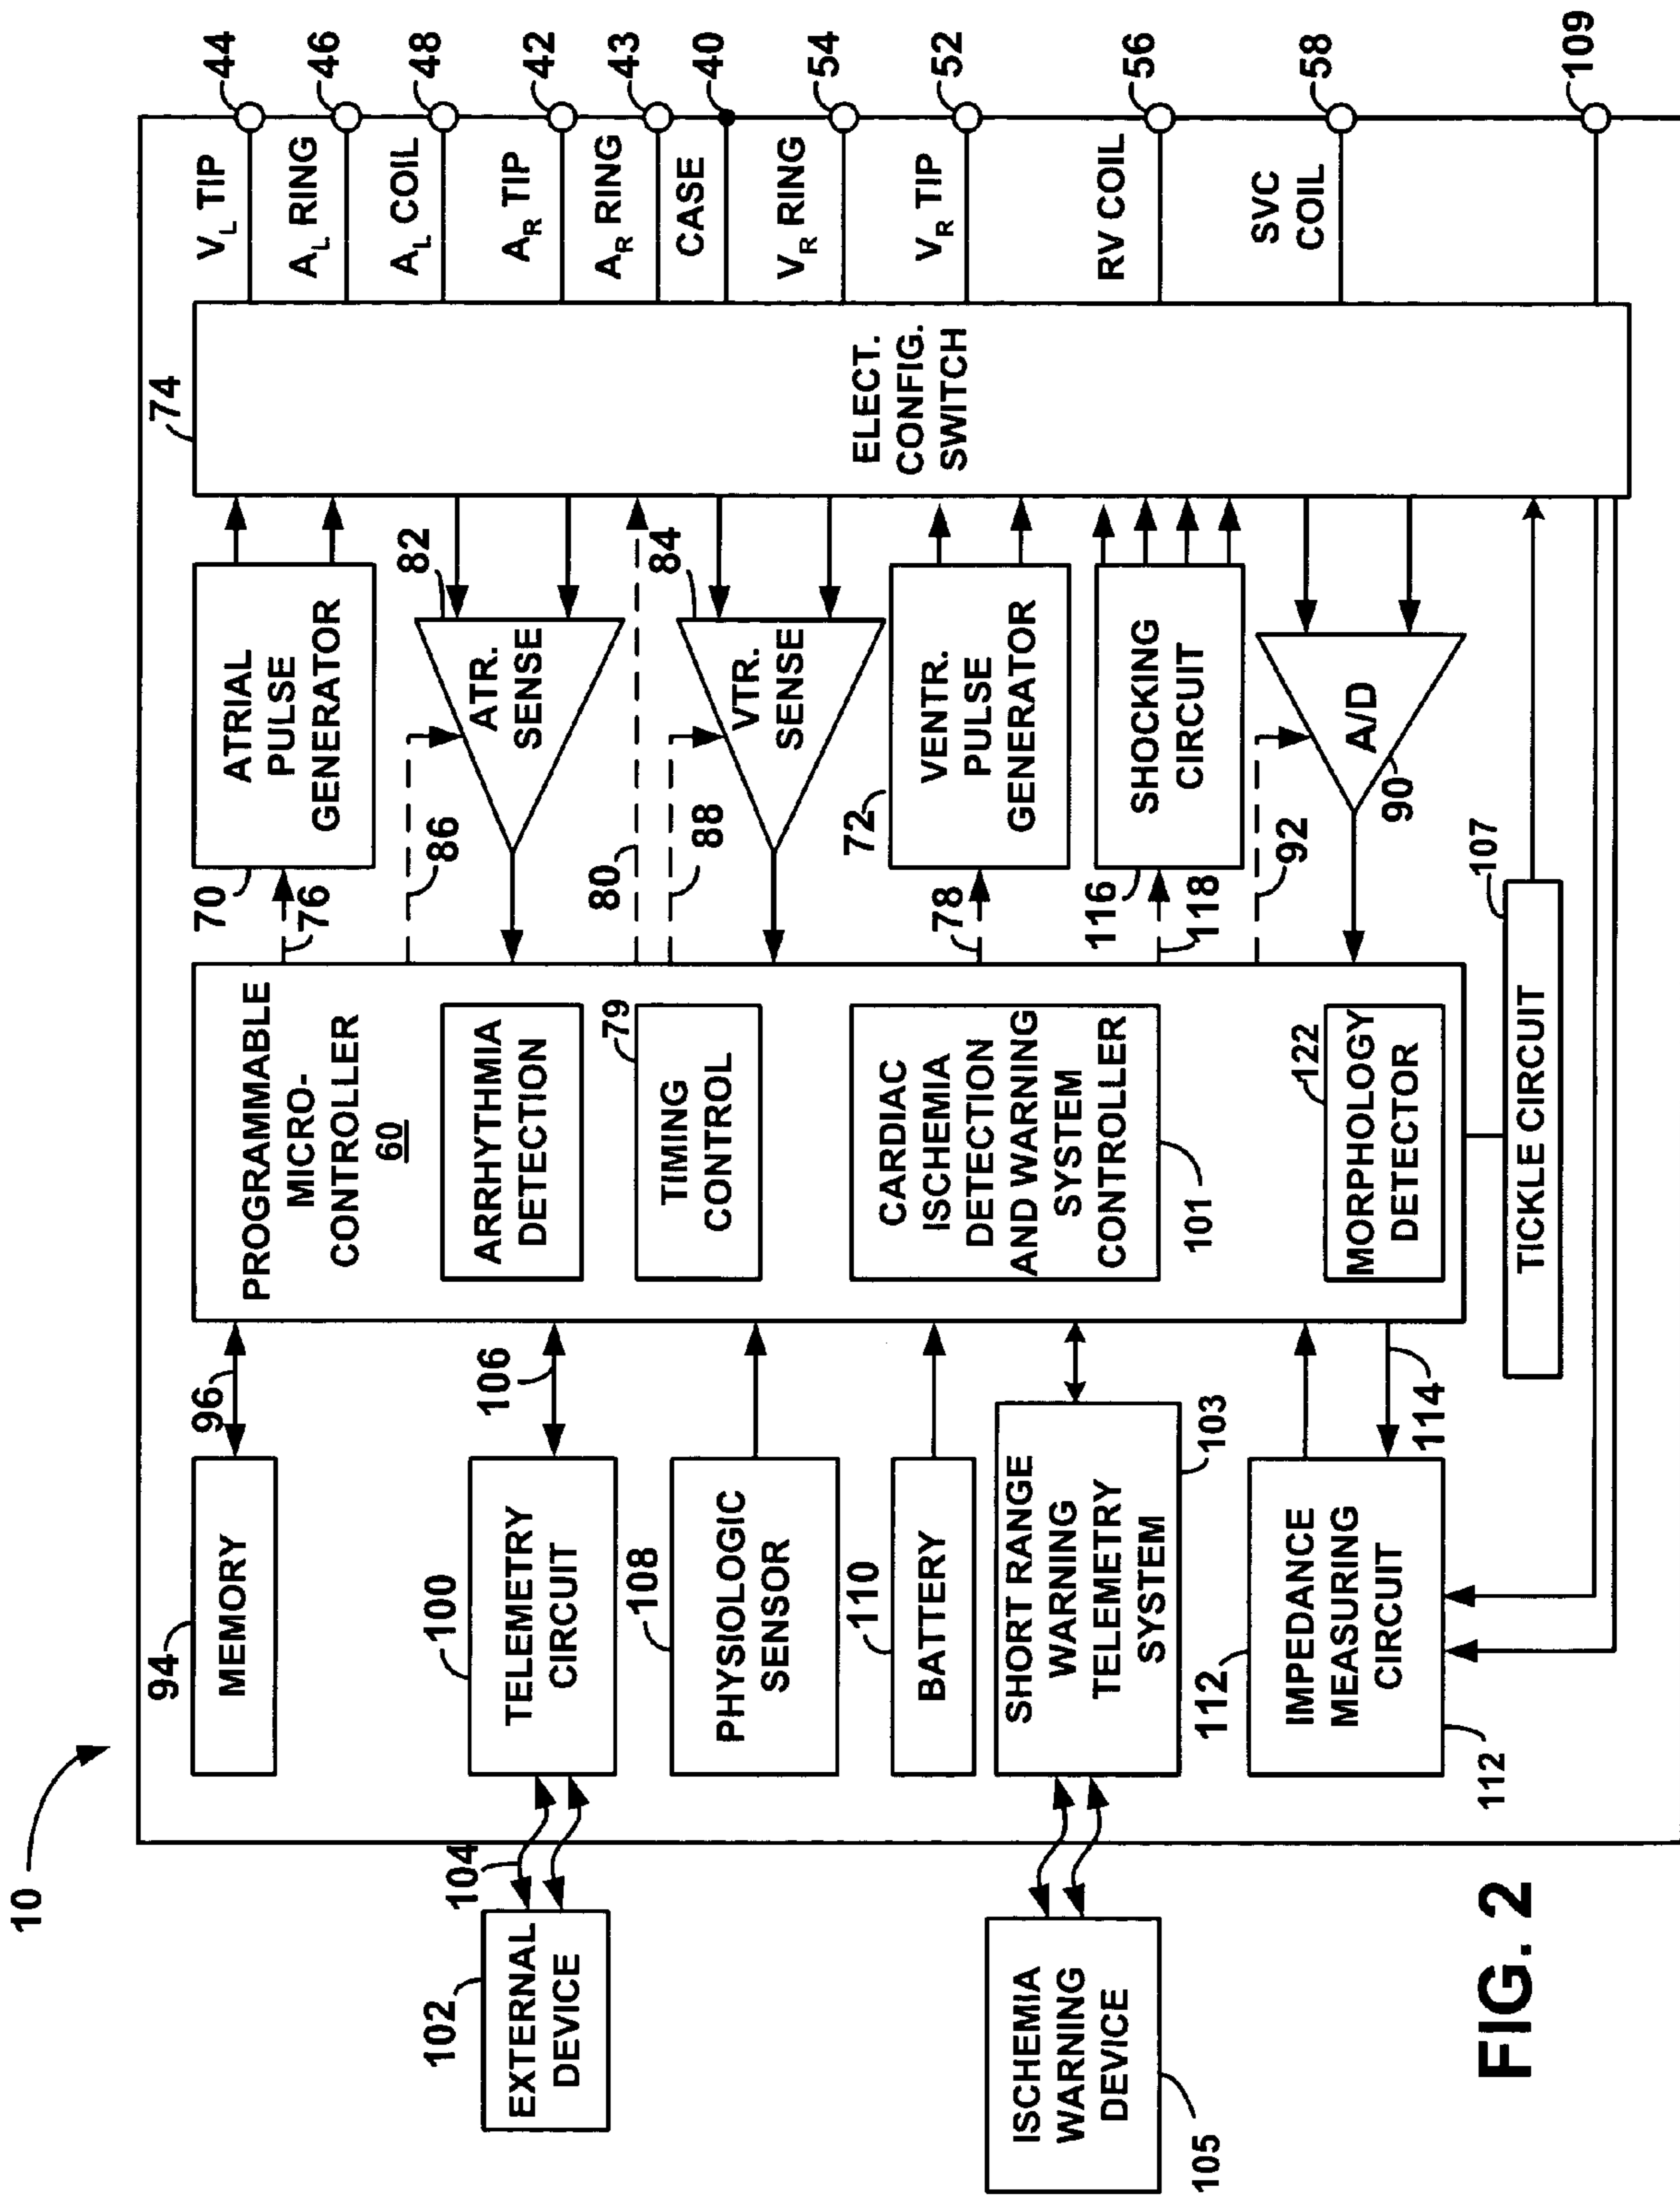 10
102
EXTERNAL
DEVICE
104
ISCHEMIA
WARNING
DEVICE
105
94
MEMORY
96
100
TELEMETRY
CIRCUIT
106
108
PHYSIOLOGIC
SENSOR
110
BATTERY
SHORT RANGE
WARNING
TELEMETRY
SYSTEM
103
112
IMPEDANCE
MEASURING
CIRCUIT
112
114
PROGRAMMABLE
MICRO-
CONTROLLER
60
ARRHYTHMIA
DETECTION
79
TIMING
CONTROL
CARDIAC
ISCHEMIA
DETECTION
AND WARNING
SYSTEM
CONTROLLER
101
122
MORPHOLOGY
DETECTOR
TICKLE CIRCUIT
107
70
76
ATRIAL
PULSE
GENERATOR
86
82
ATR.
SENSE
80
88
84
VTR.
SENSE
72
78
VENTR.
PULSE
GENERATOR
116
118
SHOCKING
CIRCUIT
92
A/D
90
74
ELECT.
CONFIG.
SWITCH
VL TIP
44
AL RING
46
AL COIL
48
AR TIP
42
AR RING
43
CASE
40
VR RING
54
VR TIP
52
RV COIL
56
SVC
COIL
58
109
FIG. 2